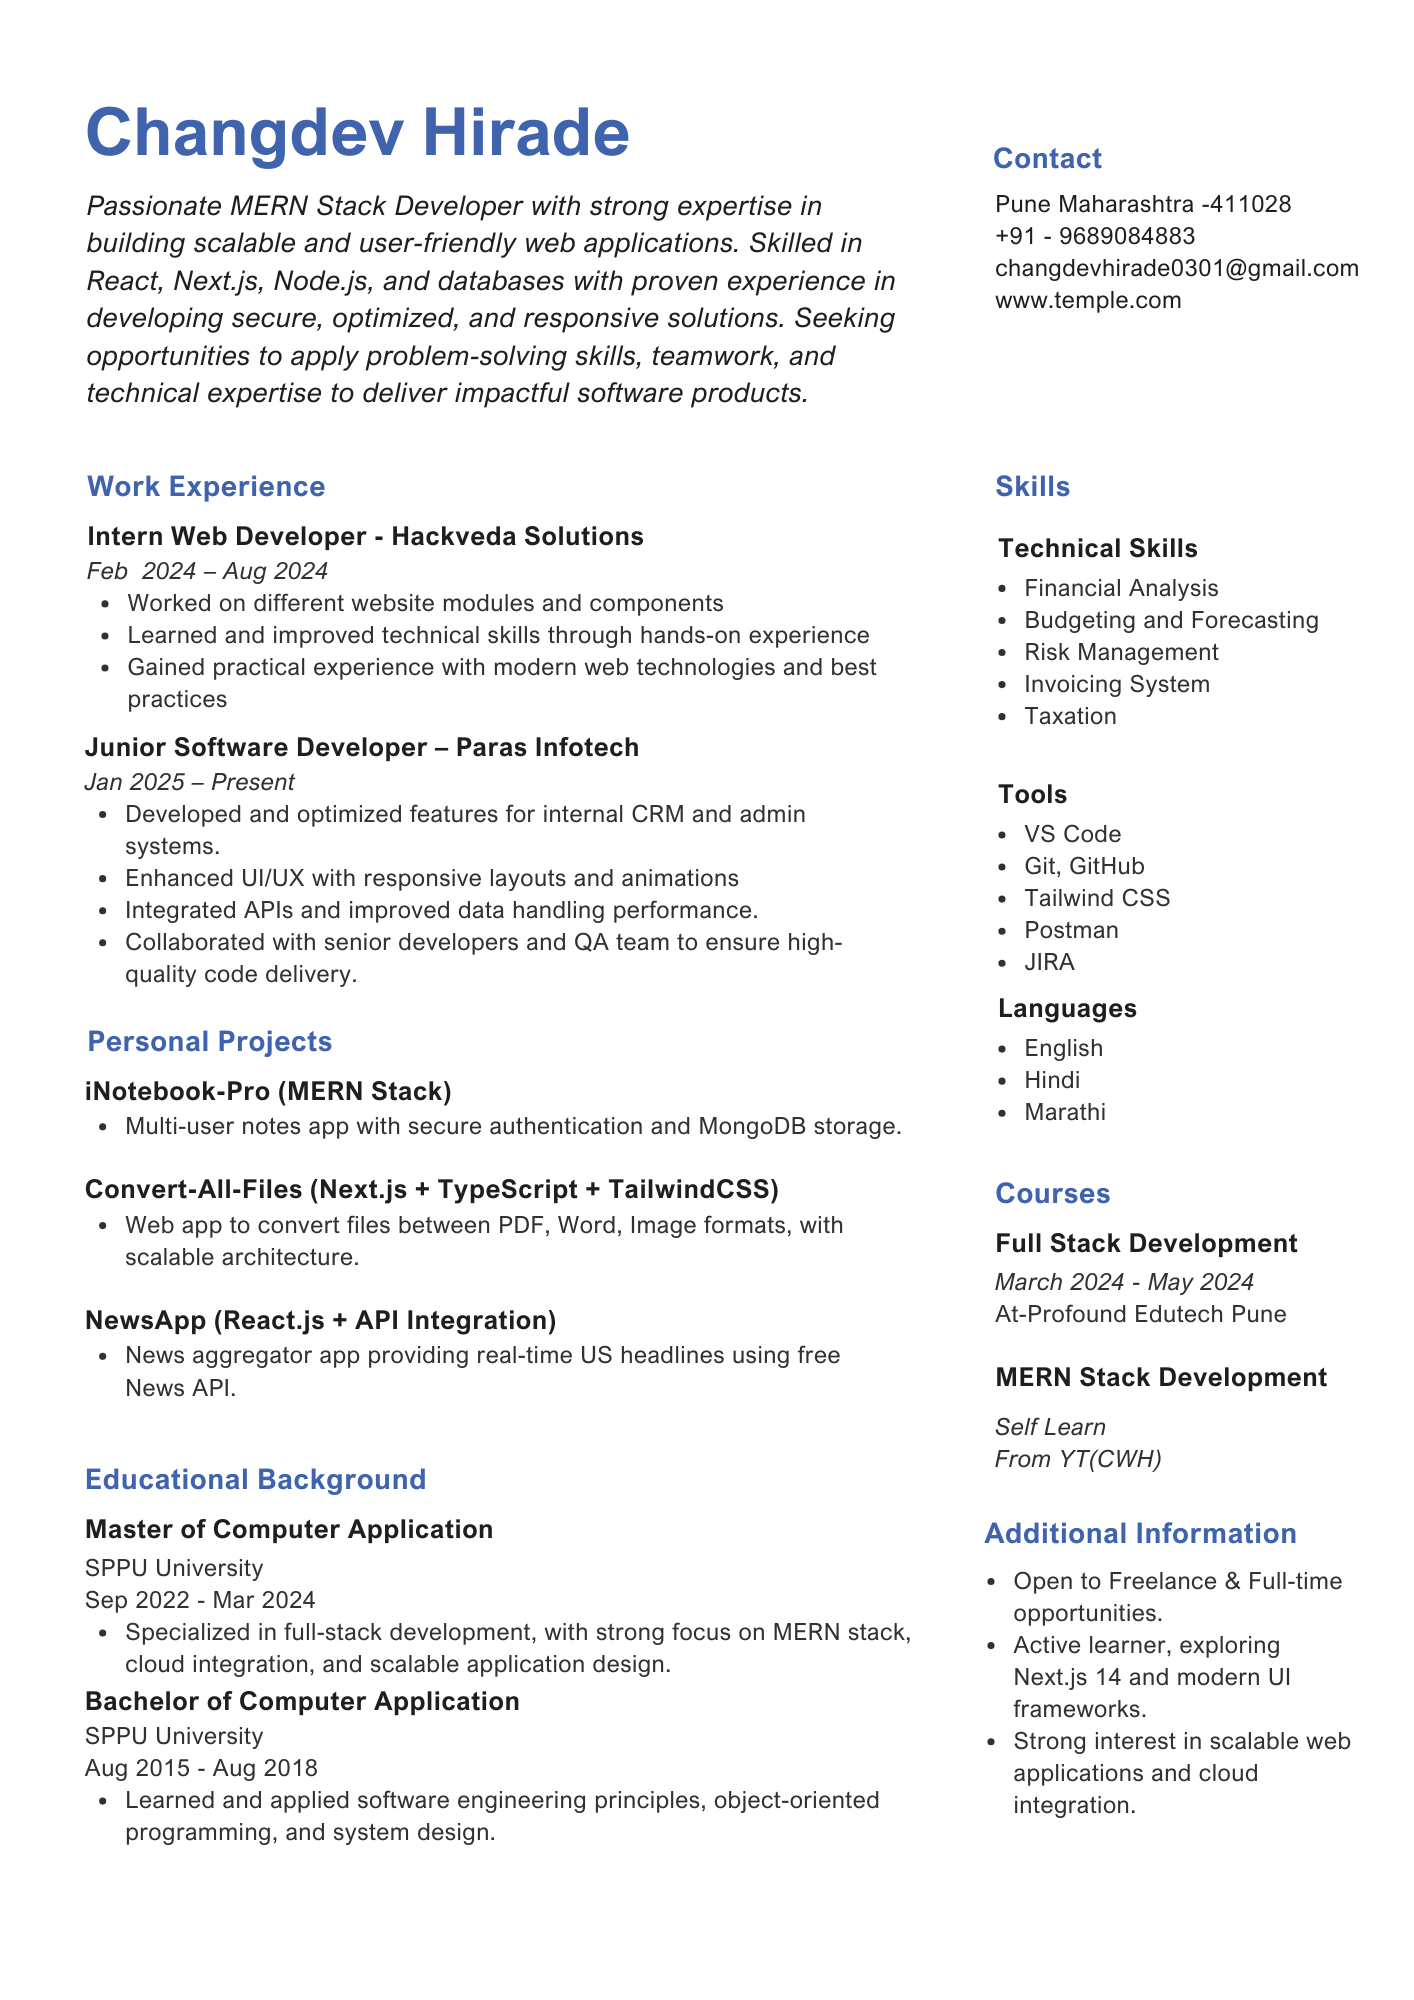 Changdev Hirade
Passionate MERN Stack Developer with strong expertise in
building scalable and user-friendly web applications. Skilled in
React, Next.js, Node.js, and databases with proven experience in
developing secure, optimized, and responsive solutions. Seeking
opportunities to apply problem-solving skills, teamwork, and
technical expertise to deliver impactful software products.
Contact
Pune Maharashtra -411028
+91 - 9689084883
changdevhirade0301@gmail.com
www.temple.com
Work Experience
Intern Web Developer - Hackveda Solutions
Feb  2024 – Aug 2024
• Worked on different website modules and components
• Learned and improved technical skills through hands-on experience
• Gained practical experience with modern web technologies and best
practices
Junior Software Developer – Paras Infotech
Jan 2025 – Present
• Developed and optimized features for internal CRM and admin
systems.
• Enhanced UI/UX with responsive layouts and animations
• Integrated APIs and improved data handling performance.
• Collaborated with senior developers and QA team to ensure high-
quality code delivery.
Personal Projects
iNotebook-Pro (MERN Stack)
• Multi-user notes app with secure authentication and MongoDB storage.
Convert-All-Files (Next.js + TypeScript + TailwindCSS)
• Web app to convert files between PDF, Word, Image formats, with
scalable architecture.
NewsApp (React.js + API Integration)
• News aggregator app providing real-time US headlines using free
News API.
Educational Background
Master of Computer Application
SPPU University
Sep 2022 - Mar 2024
• Specialized in full-stack development, with strong focus on MERN stack,
cloud integration, and scalable application design.
Bachelor of Computer Application
SPPU University
Aug 2015 - Aug 2018
• Learned and applied software engineering principles, object-oriented
programming, and system design.
Skills
Technical Skills
• Financial Analysis
• Budgeting and Forecasting
• Risk Management
• Invoicing System
• Taxation
Tools
• VS Code
• Git, GitHub
• Tailwind CSS
• Postman
• JIRA
Languages
• English
• Hindi
• Marathi
Courses
Full Stack Development
March 2024 - May 2024
At-Profound Edutech Pune
MERN Stack Development
Self Learn
From YT(CWH)
Additional Information
• Open to Freelance & Full-time
opportunities.
• Active learner, exploring
Next.js 14 and modern UI
frameworks.
• Strong interest in scalable web
applications and cloud
integration.